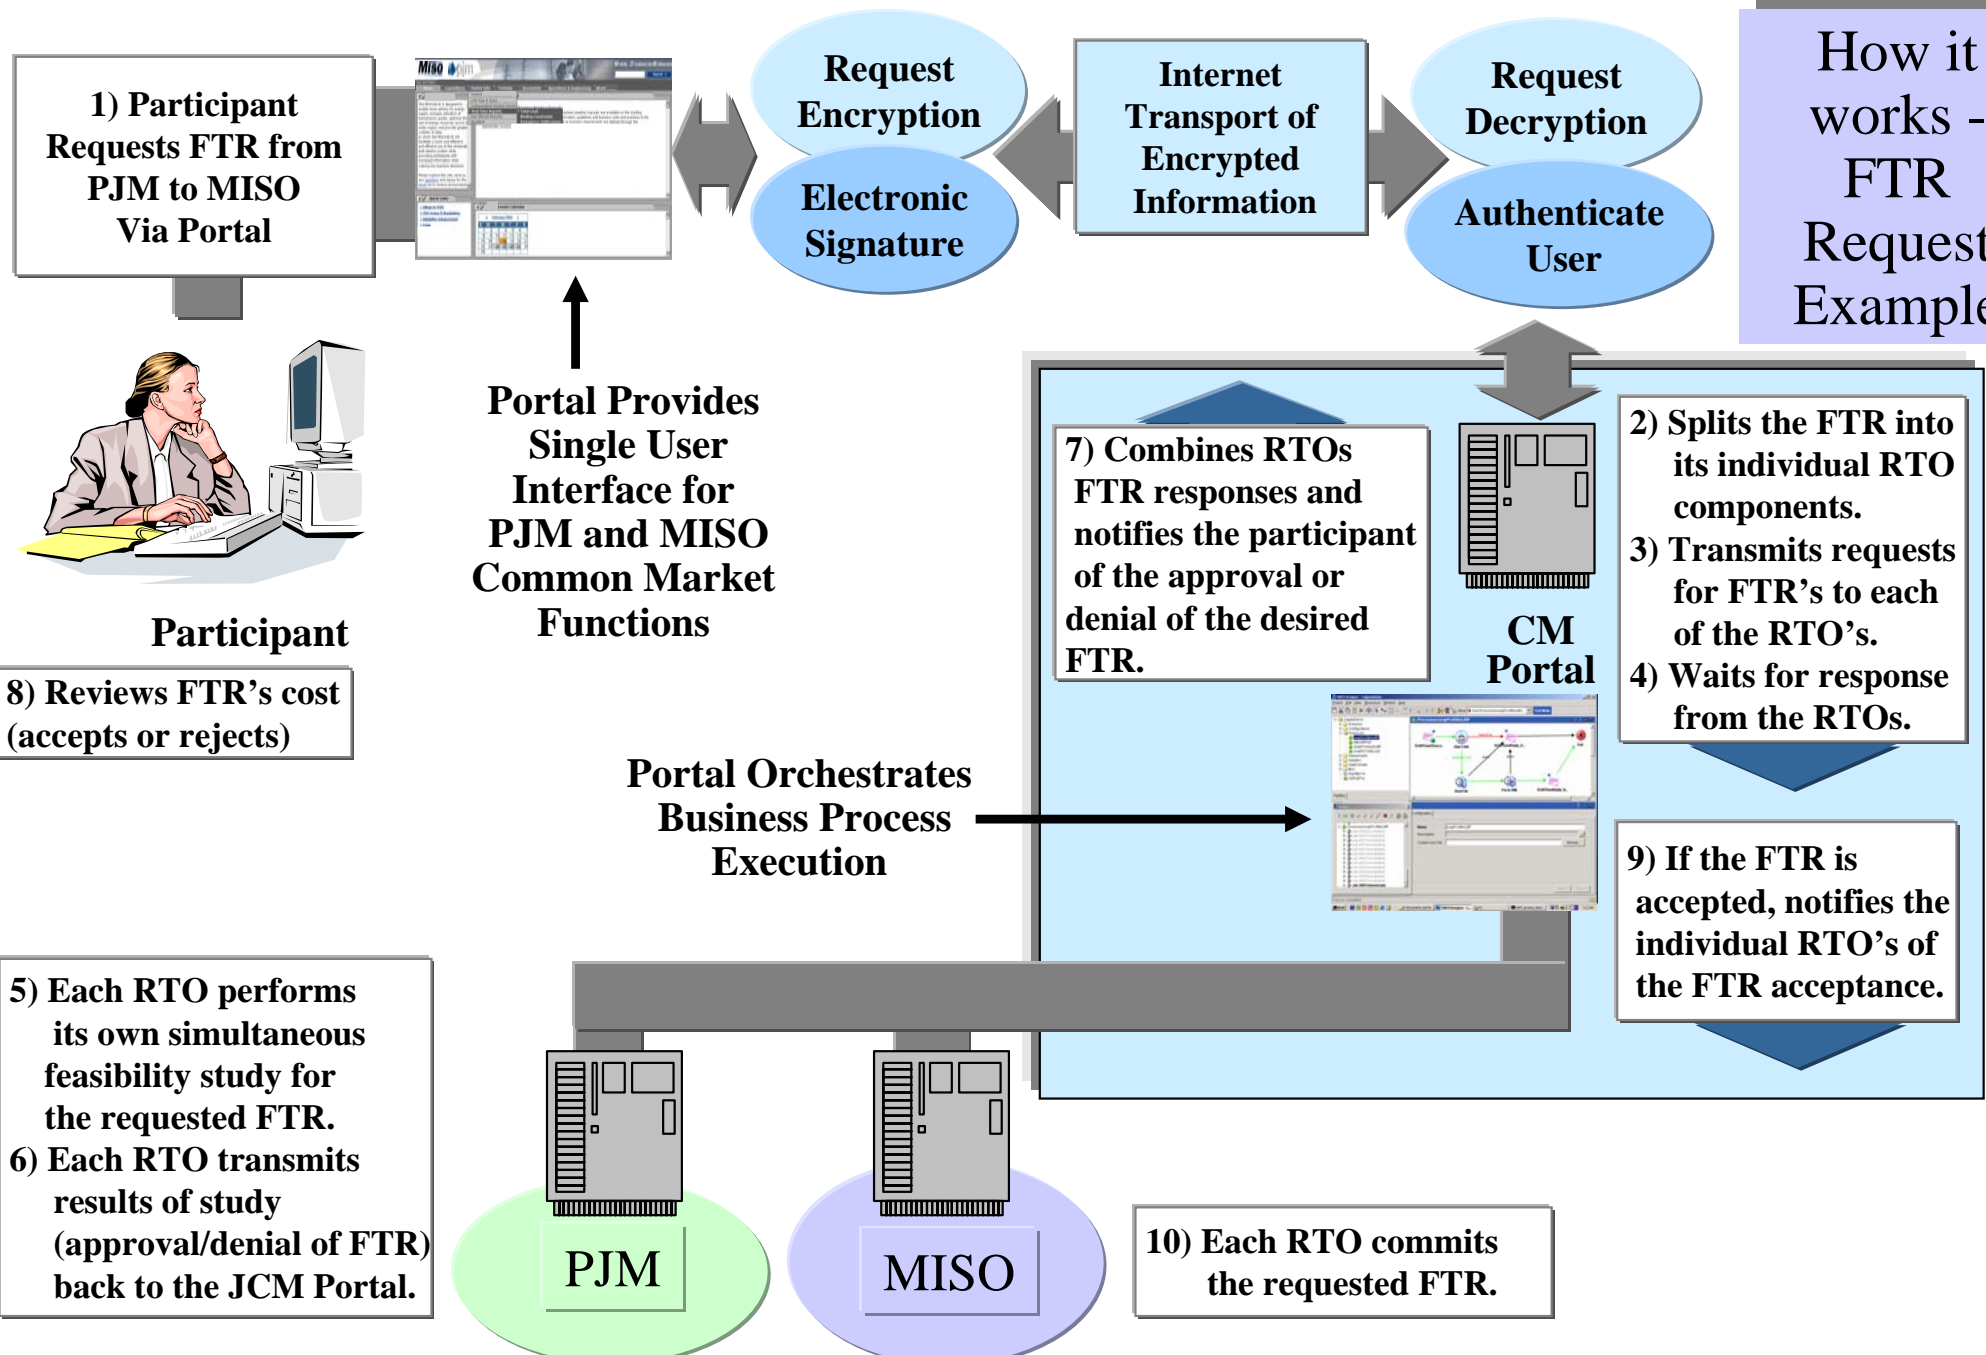 How it
works -
FTR
Request
Example
1) Participant
Requests FTR from
PJM to MISO
Via Portal
Request
Encryption
Electronic
Signature
Internet
Transport of
Encrypted
Information
Request
Decryption
Authenticate
User
Portal Provides
Single User
Interface for
PJM and MISO
Common Market
Functions
Participant
8) Reviews FTR’s cost
(accepts or rejects)
7) Combines RTOs
FTR responses and
notifies the participant
of the approval or
denial of the desired
FTR.
CM
Portal
2) Splits the FTR into
its individual RTO
components.
3) Transmits requests
for FTR’s to each
of the RTO’s.
4) Waits for response
from the RTOs.
Portal Orchestrates
Business Process
Execution
9) If the FTR is
accepted, notifies the
individual RTO’s of
the FTR acceptance.
5) Each RTO performs
its own simultaneous
feasibility study for
the requested FTR.
6) Each RTO transmits
results of study
(approval/denial of FTR)
back to the JCM Portal.
PJM
MISO
10) Each RTO commits
the requested FTR.